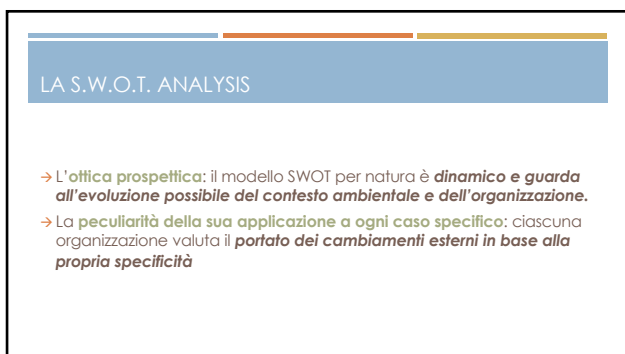 LA S.W.O.T. ANALYSIS
→ L'ottica prospettica: il modello SWOT per natura è dinamico e guarda
all'evoluzione possibile del contesto ambientale e dell'organizzazione.
→ La peculiarità della sua applicazione a ogni caso specifico: ciascuna
organizzazione valuta il portato dei cambiamenti esterni in base alla
propria specificità